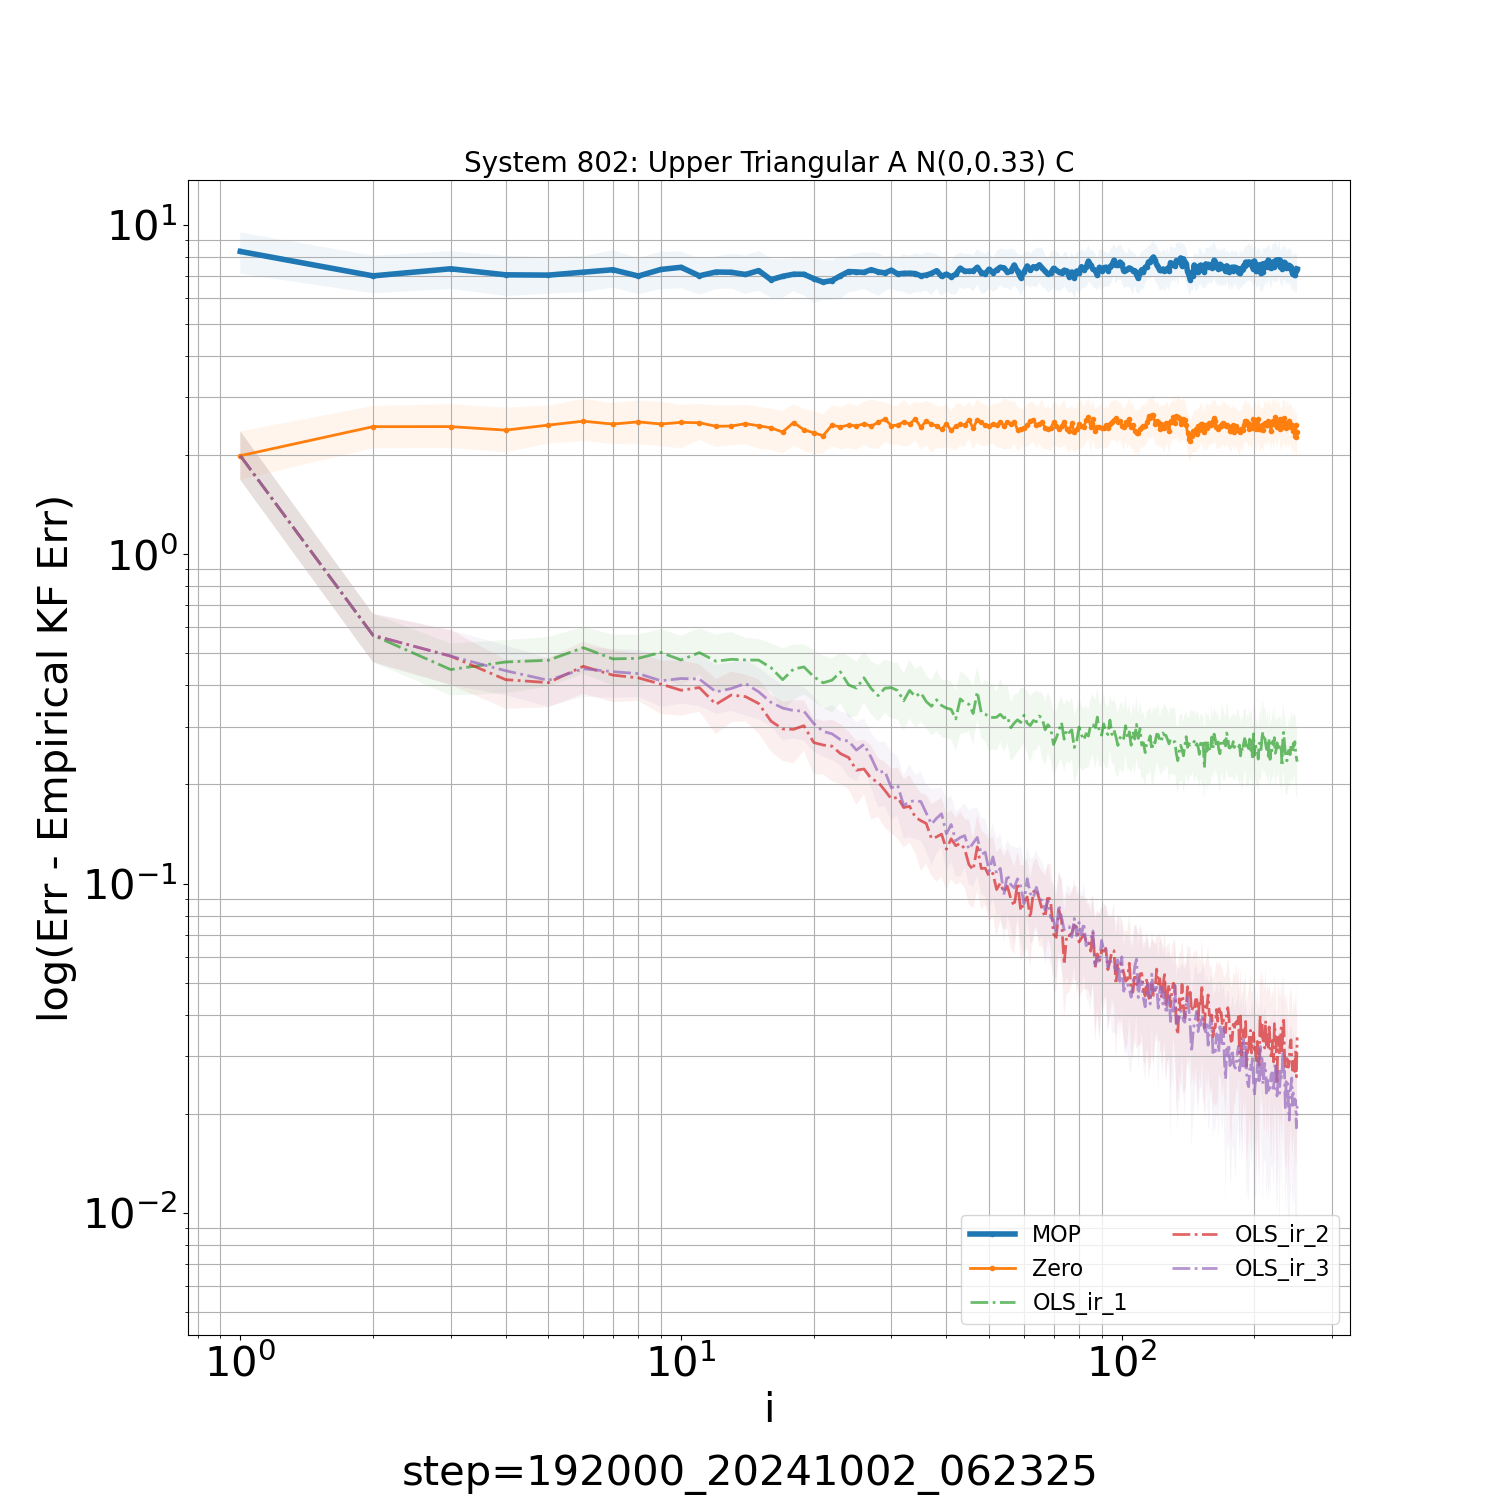 System 802: Upper Triangular A N(0,0.33) C
log(Err - Empirical KF Err)
10^1
10^0
10^-1
10^-2
MOP
Zero
OLS_ir_1
OLS_ir_2
OLS_ir_3
10^0 10^1 10^2
i
step=192000_20241002_062325